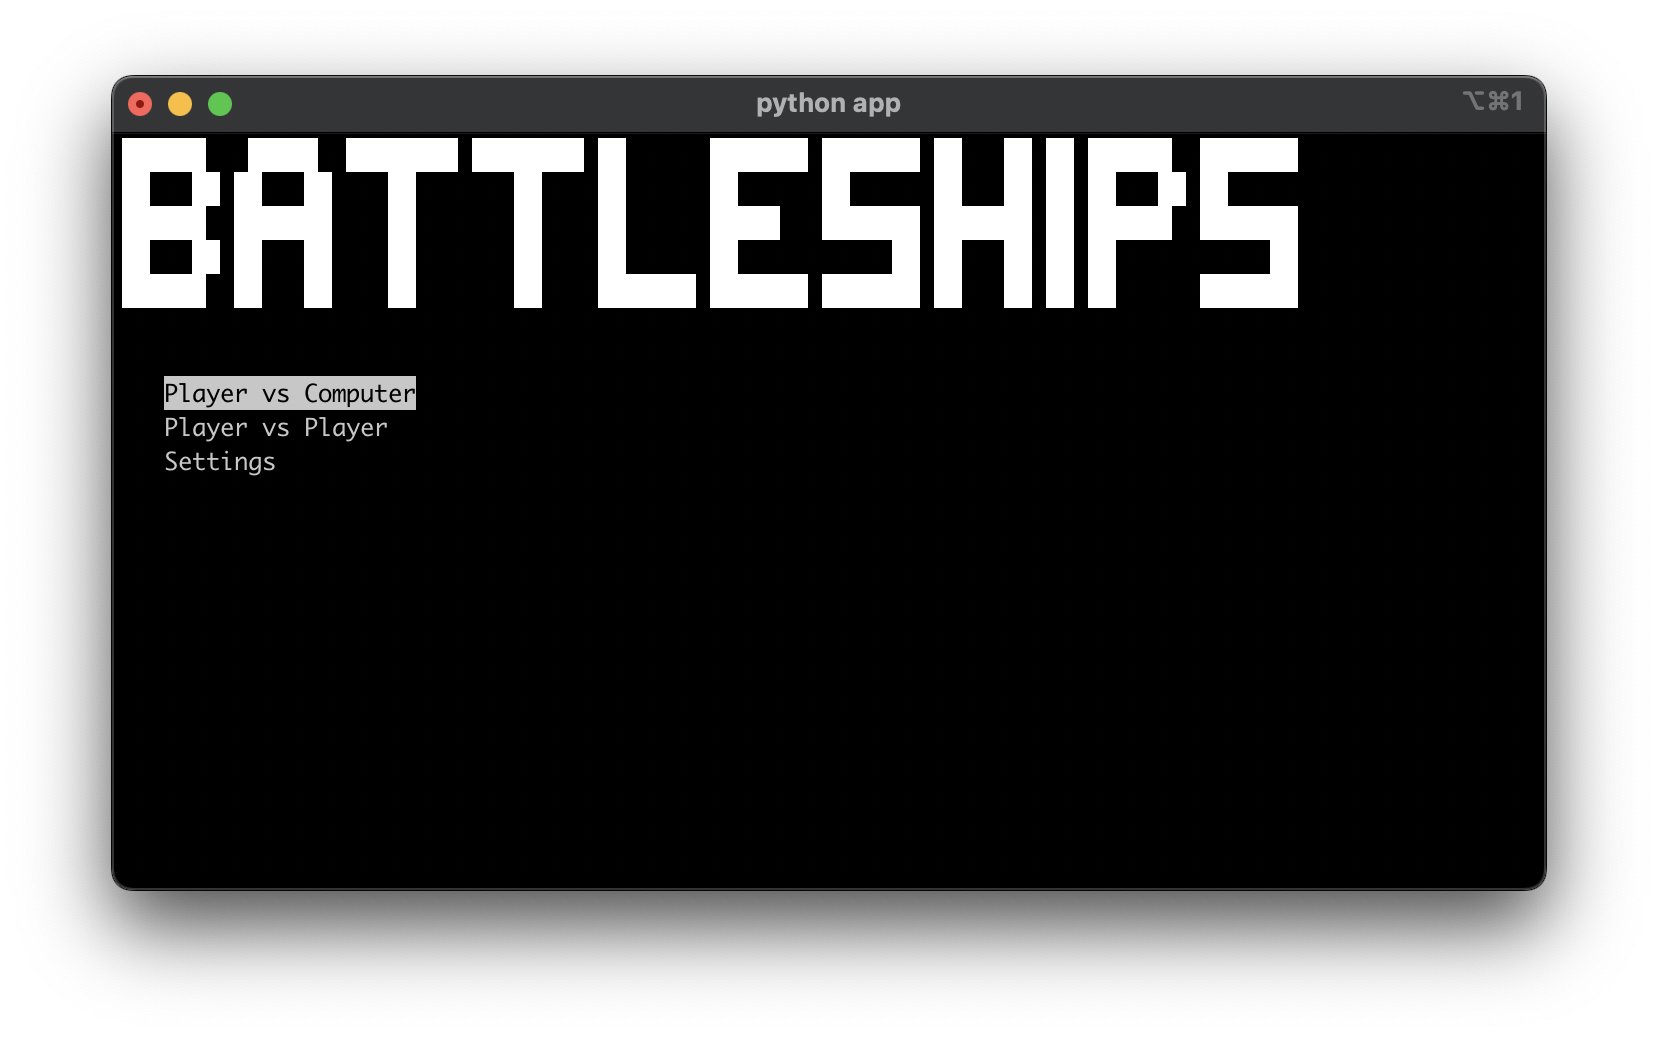 python app
⌥⌘1
BATTLESHIPS
Player vs Computer
Player vs Player
Settings